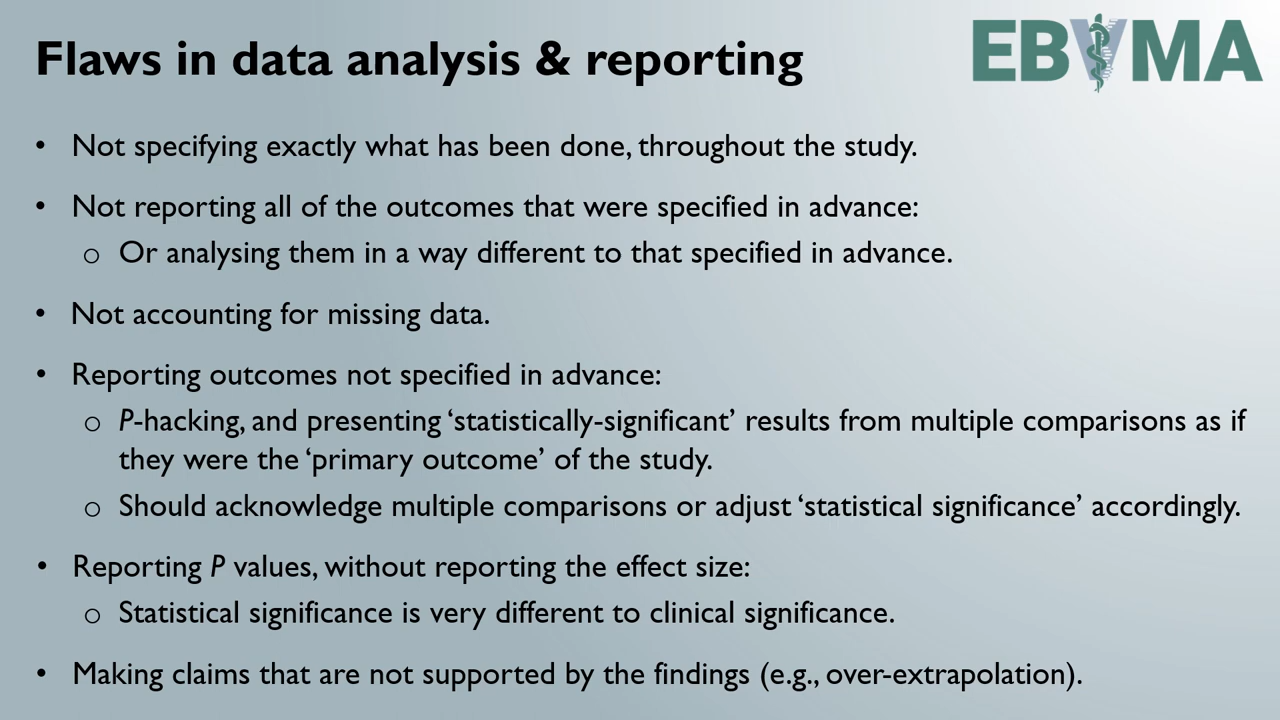 Flaws in data analysis & reporting
EBVMA
• Not specifying exactly what has been done, throughout the study.
• Not reporting all of the outcomes that were specified in advance:
o Or analysing them in a way different to that specified in advance.
• Not accounting for missing data.
• Reporting outcomes not specified in advance:
o P-hacking, and presenting ‘statistically-significant’ results from multiple comparisons as if
they were the ‘primary outcome’ of the study.
o Should acknowledge multiple comparisons or adjust ‘statistical significance’ accordingly.
• Reporting P values, without reporting the effect size:
o Statistical significance is very different to clinical significance.
• Making claims that are not supported by the findings (e.g., over-extrapolation).